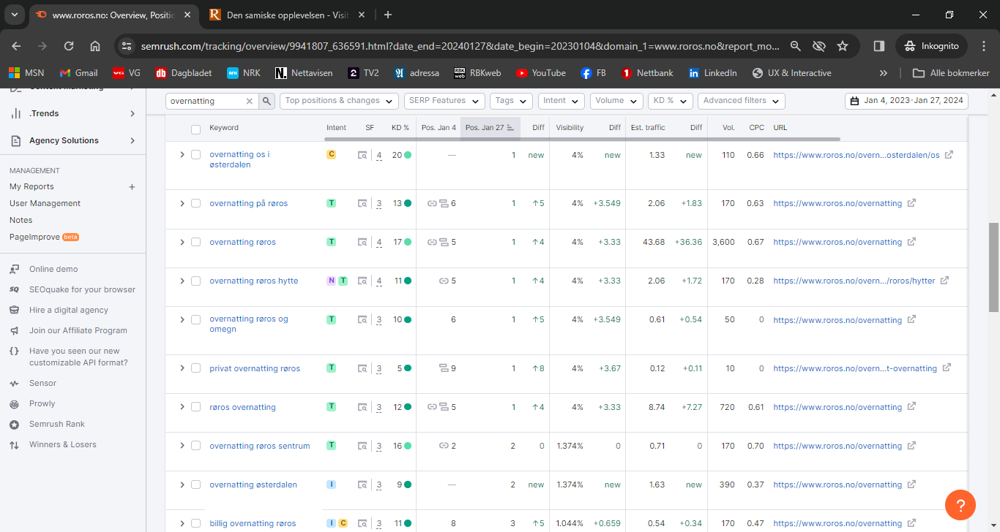 www.roros.no: Overview, Positio
Den samiske opplevelsen - Visit
semrush.com/tracking/overview/9941807_636591.html?date_end=20240127&date_begin=20230104&domain_1=www.roros.no&report_mo...
Inkognito
MSN Gmail VG Dagbladet NRK Nettavisen TV2 adressa RBKweb YouTube FB Nettbank LinkedIn UX & Interactive » Alle bokmerker
Content Marketing
.Trends
Agency Solutions
MANAGEMENT
My Reports +
User Management
Notes
PageImprove beta
Online demo
SEOquake for your browser
Hire a digital agency
Join our Affiliate Program
Have you seen our new
customizable API format?
Sensor
Prowly
Semrush Rank
Winners & Losers
overnatting Top positions & changes SERP Features Tags Intent Volume KD % Advanced filters Jan 4, 2023-Jan 27, 2024
Keyword Intent SF KD % Pos. Jan 4 Pos. Jan 27 Diff Visibility Diff Est. traffic Diff Vol. CPC URL
overnatting os i C 4 20 — 1 new 4% new 1.33 new 110 0.66 https://www.roros.no/overn...osterdalen/os
østerdalen
overnatting på røros T 3 13 6 1 ↑5 4% +3.549 2.06 +1.83 170 0.63 https://www.roros.no/overnatting
overnatting røros T 4 17 5 1 ↑4 4% +3.33 43.68 +36.36 3,600 0.67 https://www.roros.no/overnatting
overnatting røros hytte N T 4 11 5 1 ↑4 4% +3.33 2.06 +1.72 170 0.28 https://www.roros.no/overn.../roros/hytter
overnatting røros og T 3 10 6 1 ↑5 4% +3.549 0.61 +0.54 50 0 https://www.roros.no/overnatting
omegn
privat overnatting røros T 3 5 9 1 ↑8 4% +3.67 0.12 +0.11 10 0 https://www.roros.no/overn...t-overnatting
røros overnatting T 3 12 5 1 ↑4 4% +3.33 8.74 +7.27 720 0.61 https://www.roros.no/overnatting
overnatting røros sentrum T 3 16 2 2 0 1.374% 0 0.71 0 170 0.70 https://www.roros.no/overnatting
overnatting østerdalen I 3 9 — 2 new 1.374% new 1.63 new 390 0.37 https://www.roros.no/overnatting
billig overnatting røros I C 3 11 8 3 ↑5 1.044% +0.659 0.54 +0.34 170 0.47 https://www.roros.no/overnatting
?